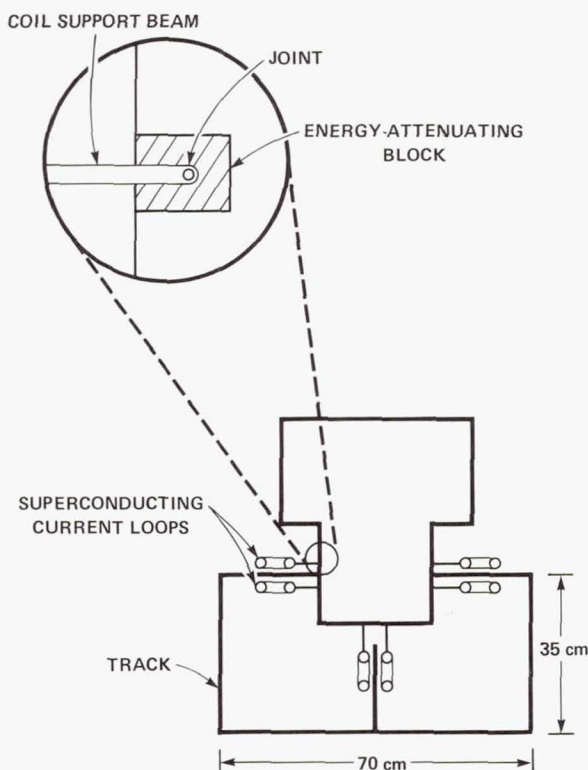 COIL SUPPORT BEAM
JOINT
ENERGY-ATTENUATING
BLOCK
SUPERCONDUCTING
CURRENT LOOPS
TRACK
35 cm
70 cm